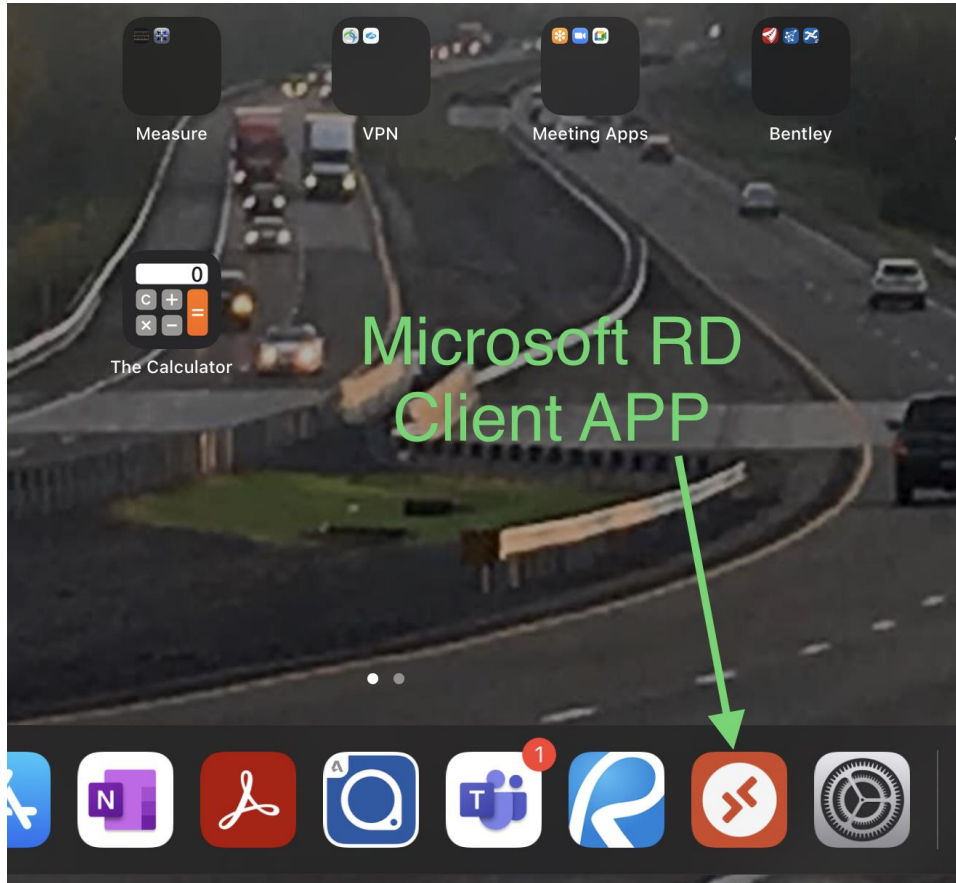 Measure
VPN
Meeting Apps
Bentley
0
C +
=
× −
The Calculator
Microsoft RD
Client APP
1
N
A
T